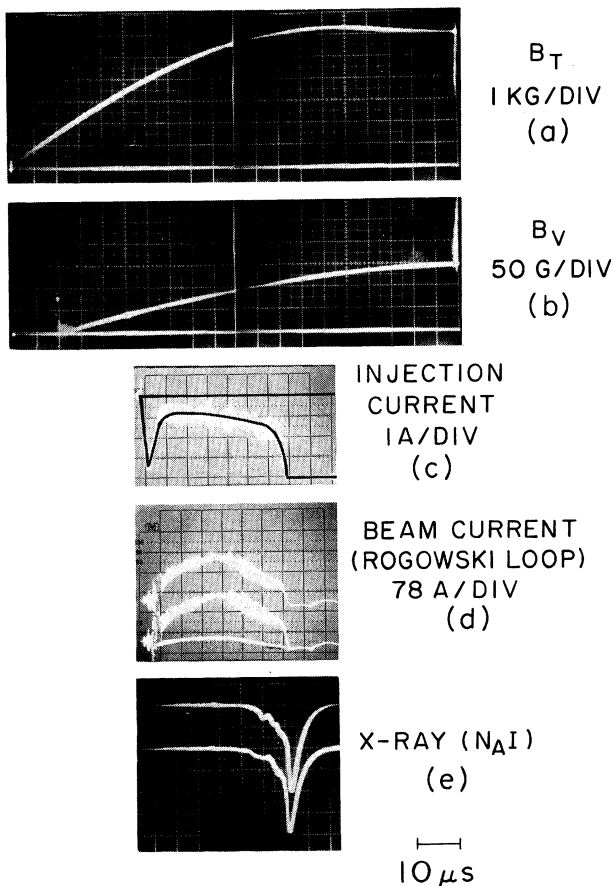 B_T
1 KG/DIV
(a)
B_V
50 G/DIV
(b)
INJECTION
CURRENT
1A/DIV
(c)
BEAM CURRENT
(ROGOWSKI LOOP)
78 A/DIV
(d)
X-RAY (N_AI)
(e)
10 μs